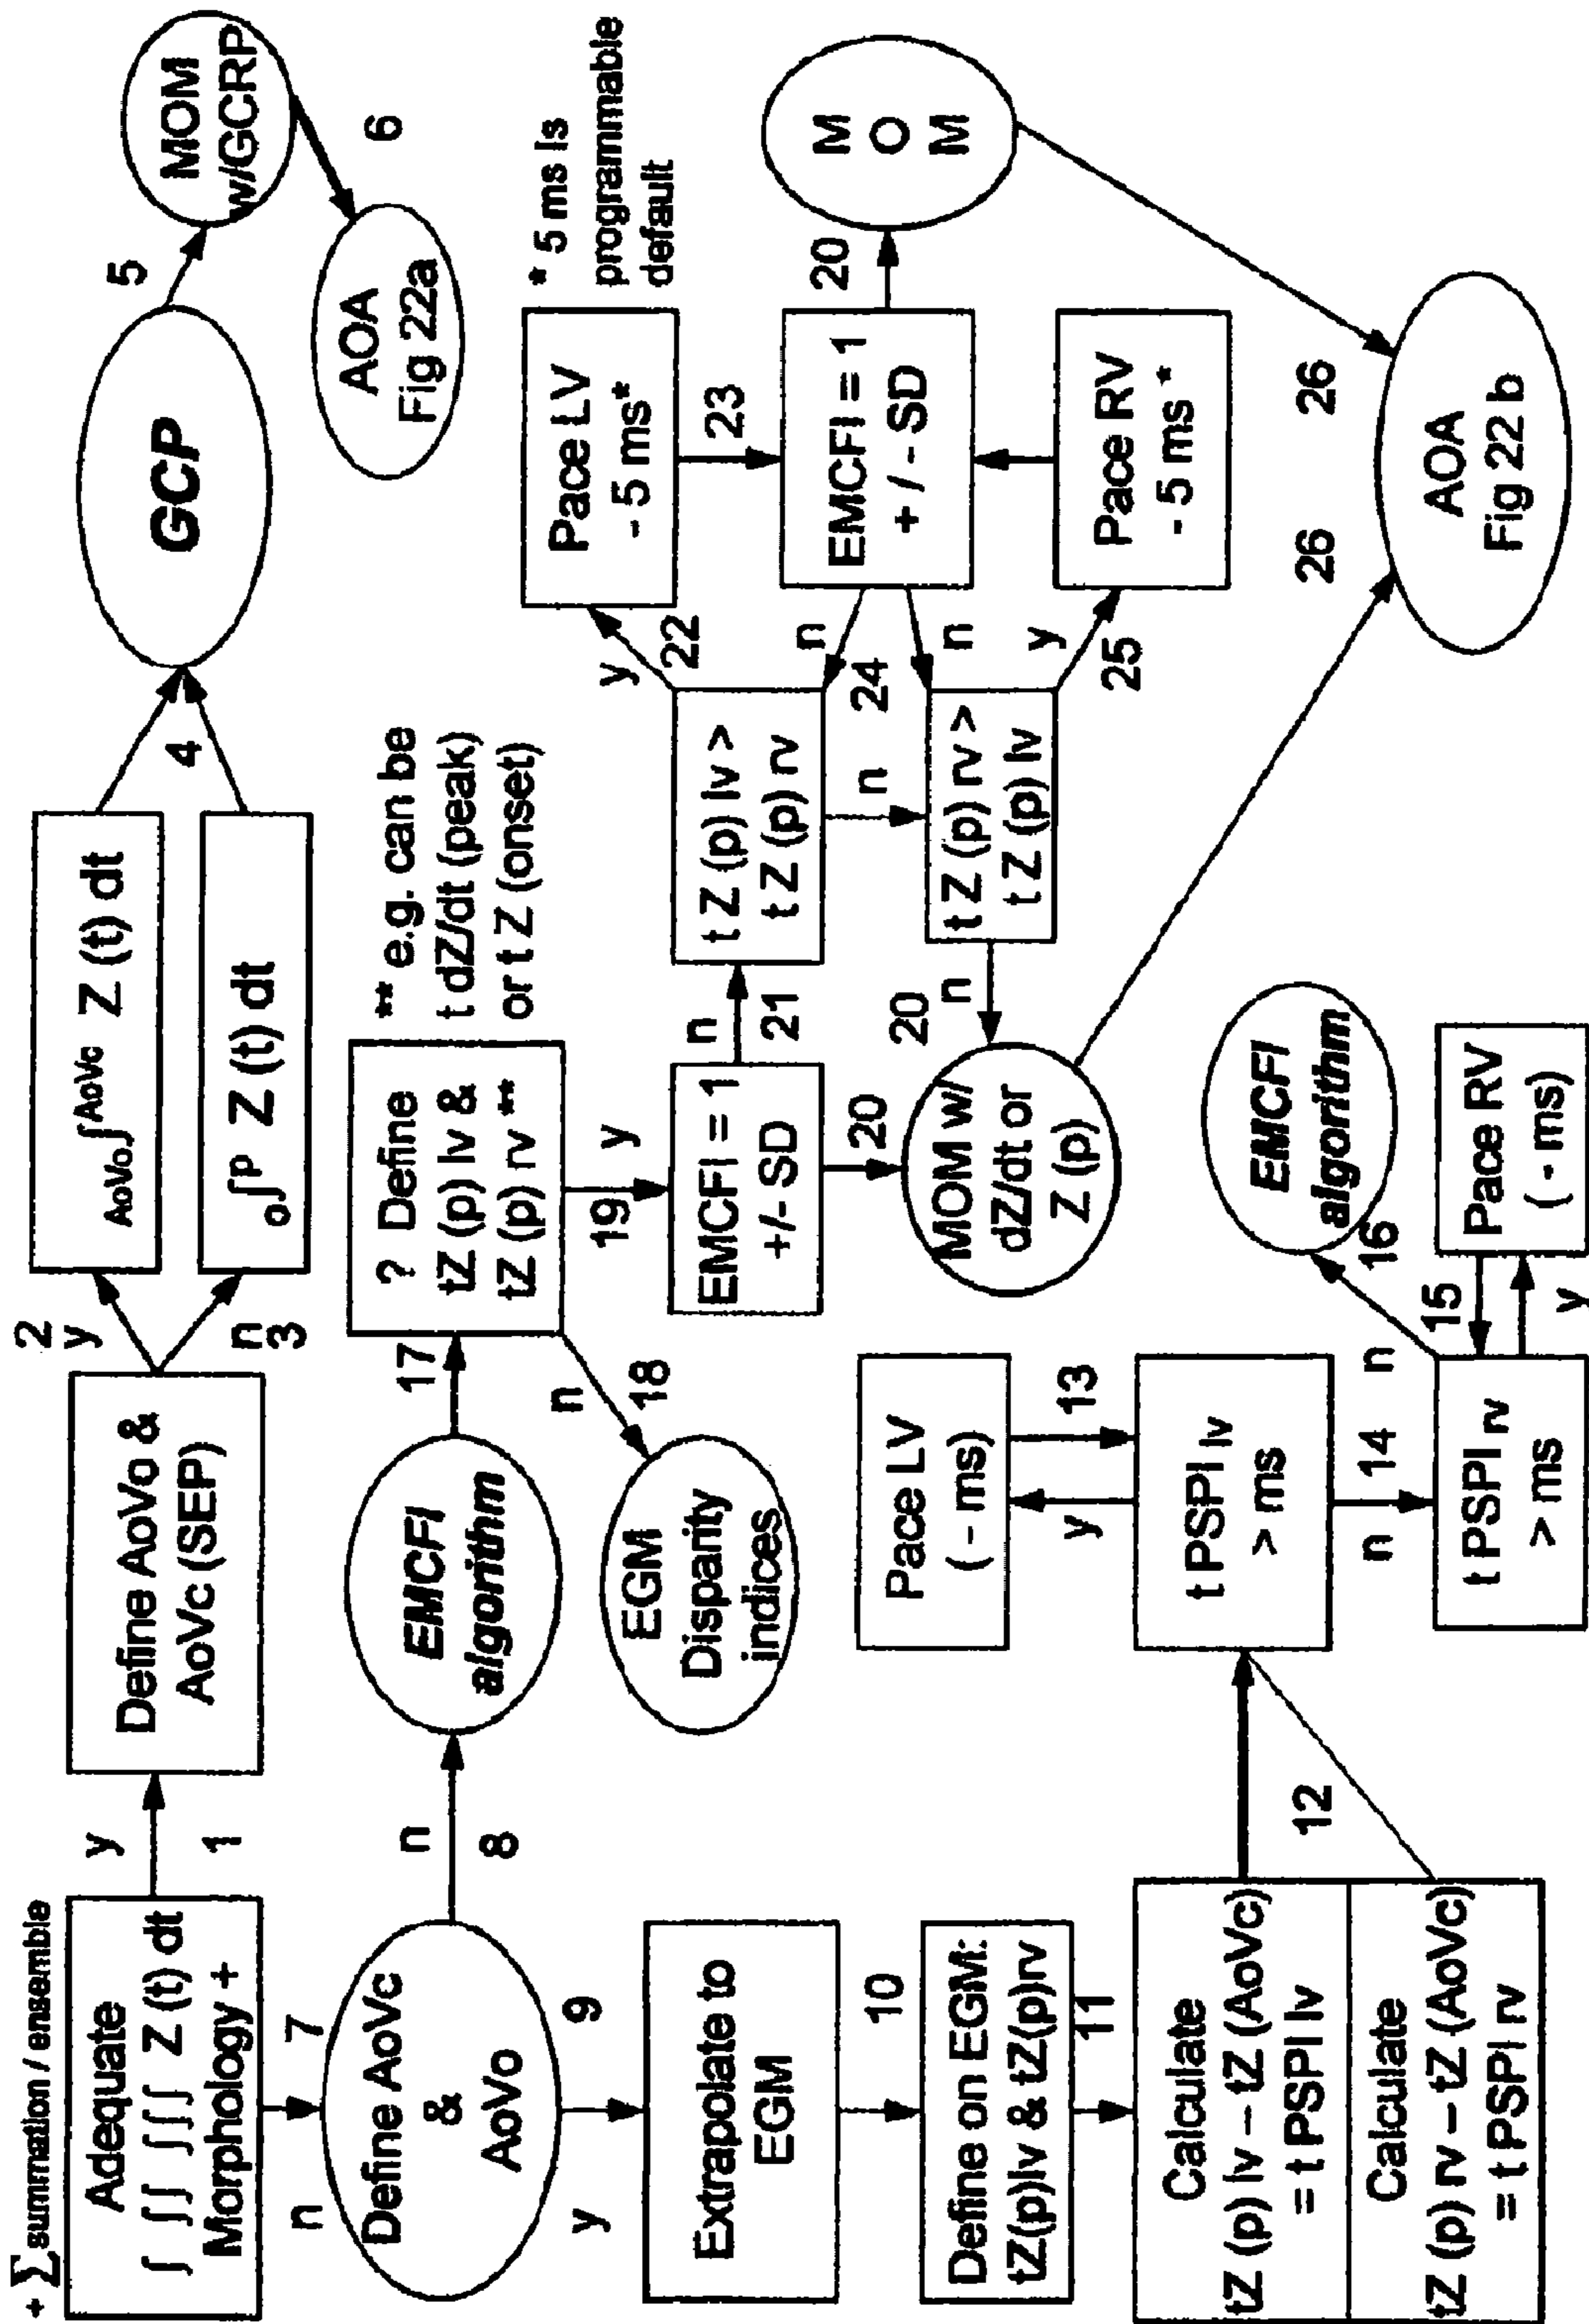 + ∑ summation / ensemble
Adequate
∫ ∫∫ ∫∫∫ Z (t) dt
Morphology +
y
1
Define AoVo &
AoVc (SEP)
2
y
n
3
AoVo∫AoVc Z (t) dt
o∫P Z (t) dt
4
GCP
5
MOM
w/GCRP
6
AOA
Fig 22a
n
7
Define AoVc
&
AoVo
n
8
EMCFI
algorithm
17
? Define
tZ (p) lv &
tZ (p) rv **
** e.g. can be
t dZ/dt (peak)
or t Z (onset)
n
18
EGM
Disparity
indices
19
y
EMCFI = 1
+/- SD
n
21
20
t Z (p) lv >
t Z (p) rv
y
22
Pace LV
- 5 ms*
* 5 ms is
programmable
default
23
n
24
n
n
EMCFI = 1
+ / - SD
20
M
O
M
t Z (p) rv >
t Z (p) lv
y
25
Pace RV
- 5 ms *
20
n
MOM w/
dZ/dt or
Z (p)
26
26
AOA
Fig 22 b
y
9
Extrapolate to
EGM
10
Define on EGM:
tZ(p)lv & tZ(p)rv
11
Calculate
tZ (p) lv – tZ (AoVc)
= t PSPI lv
Calculate
tZ (p) rv – tZ (AoVc)
= t PSPI rv
12
Pace LV
( - ms)
y
13
t PSPI lv
> ms
n
14
n
t PSPI rv
> ms
15
16
EMCFI
algorithm
Pace RV
( - ms)
y